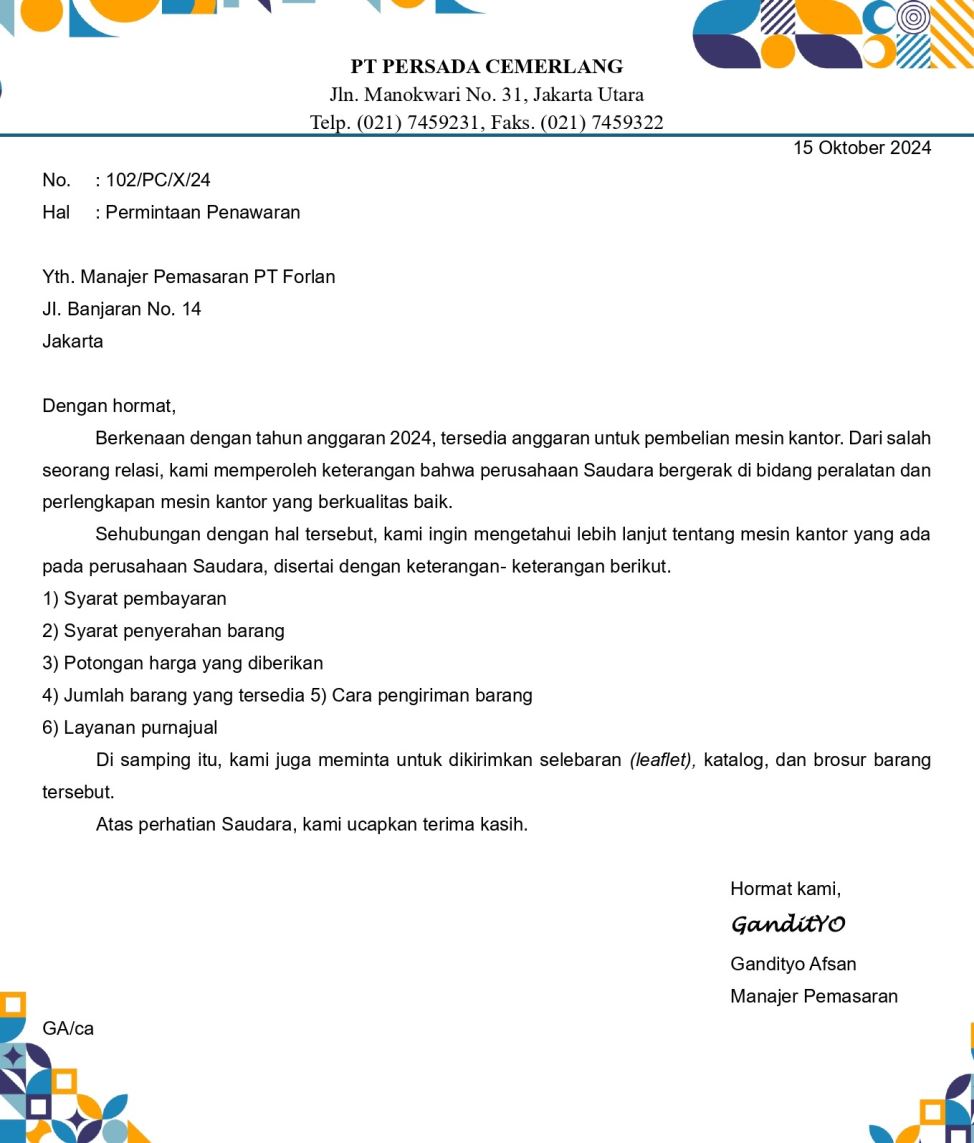 PT PERSADA CEMERLANG
Jln. Manokwari No. 31, Jakarta Utara
Telp. (021) 7459231, Faks. (021) 7459322
15 Oktober 2024
No. : 102/PC/X/24
Hal : Permintaan Penawaran
Yth. Manajer Pemasaran PT Forlan
Jl. Banjaran No. 14
Jakarta
Dengan hormat,
Berkenaan dengan tahun anggaran 2024, tersedia anggaran untuk pembelian mesin kantor. Dari salah
seorang relasi, kami memperoleh keterangan bahwa perusahaan Saudara bergerak di bidang peralatan dan
perlengkapan mesin kantor yang berkualitas baik.
Sehubungan dengan hal tersebut, kami ingin mengetahui lebih lanjut tentang mesin kantor yang ada
pada perusahaan Saudara, disertai dengan keterangan- keterangan berikut.
1) Syarat pembayaran
2) Syarat penyerahan barang
3) Potongan harga yang diberikan
4) Jumlah barang yang tersedia 5) Cara pengiriman barang
6) Layanan purnajual
Di samping itu, kami juga meminta untuk dikirimkan selebaran (leaflet), katalog, dan brosur barang
tersebut.
Atas perhatian Saudara, kami ucapkan terima kasih.
Hormat kami,
GanditYO
Gandityo Afsan
Manajer Pemasaran
GA/ca